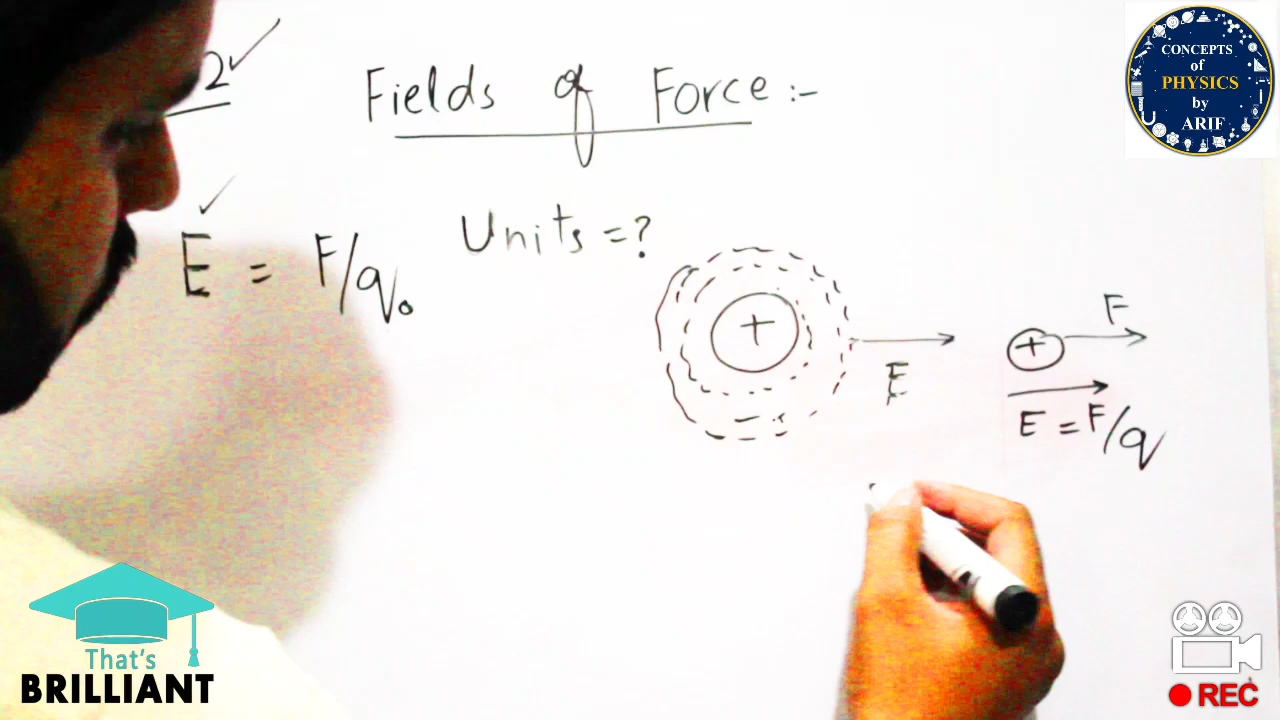 2
Fields of Force :-
E = F/q₀
Units = ?
+
E
+
F
E = F/q
CONCEPTS
of
PHYSICS
by
ARIF
That's
BRILLIANT
REC